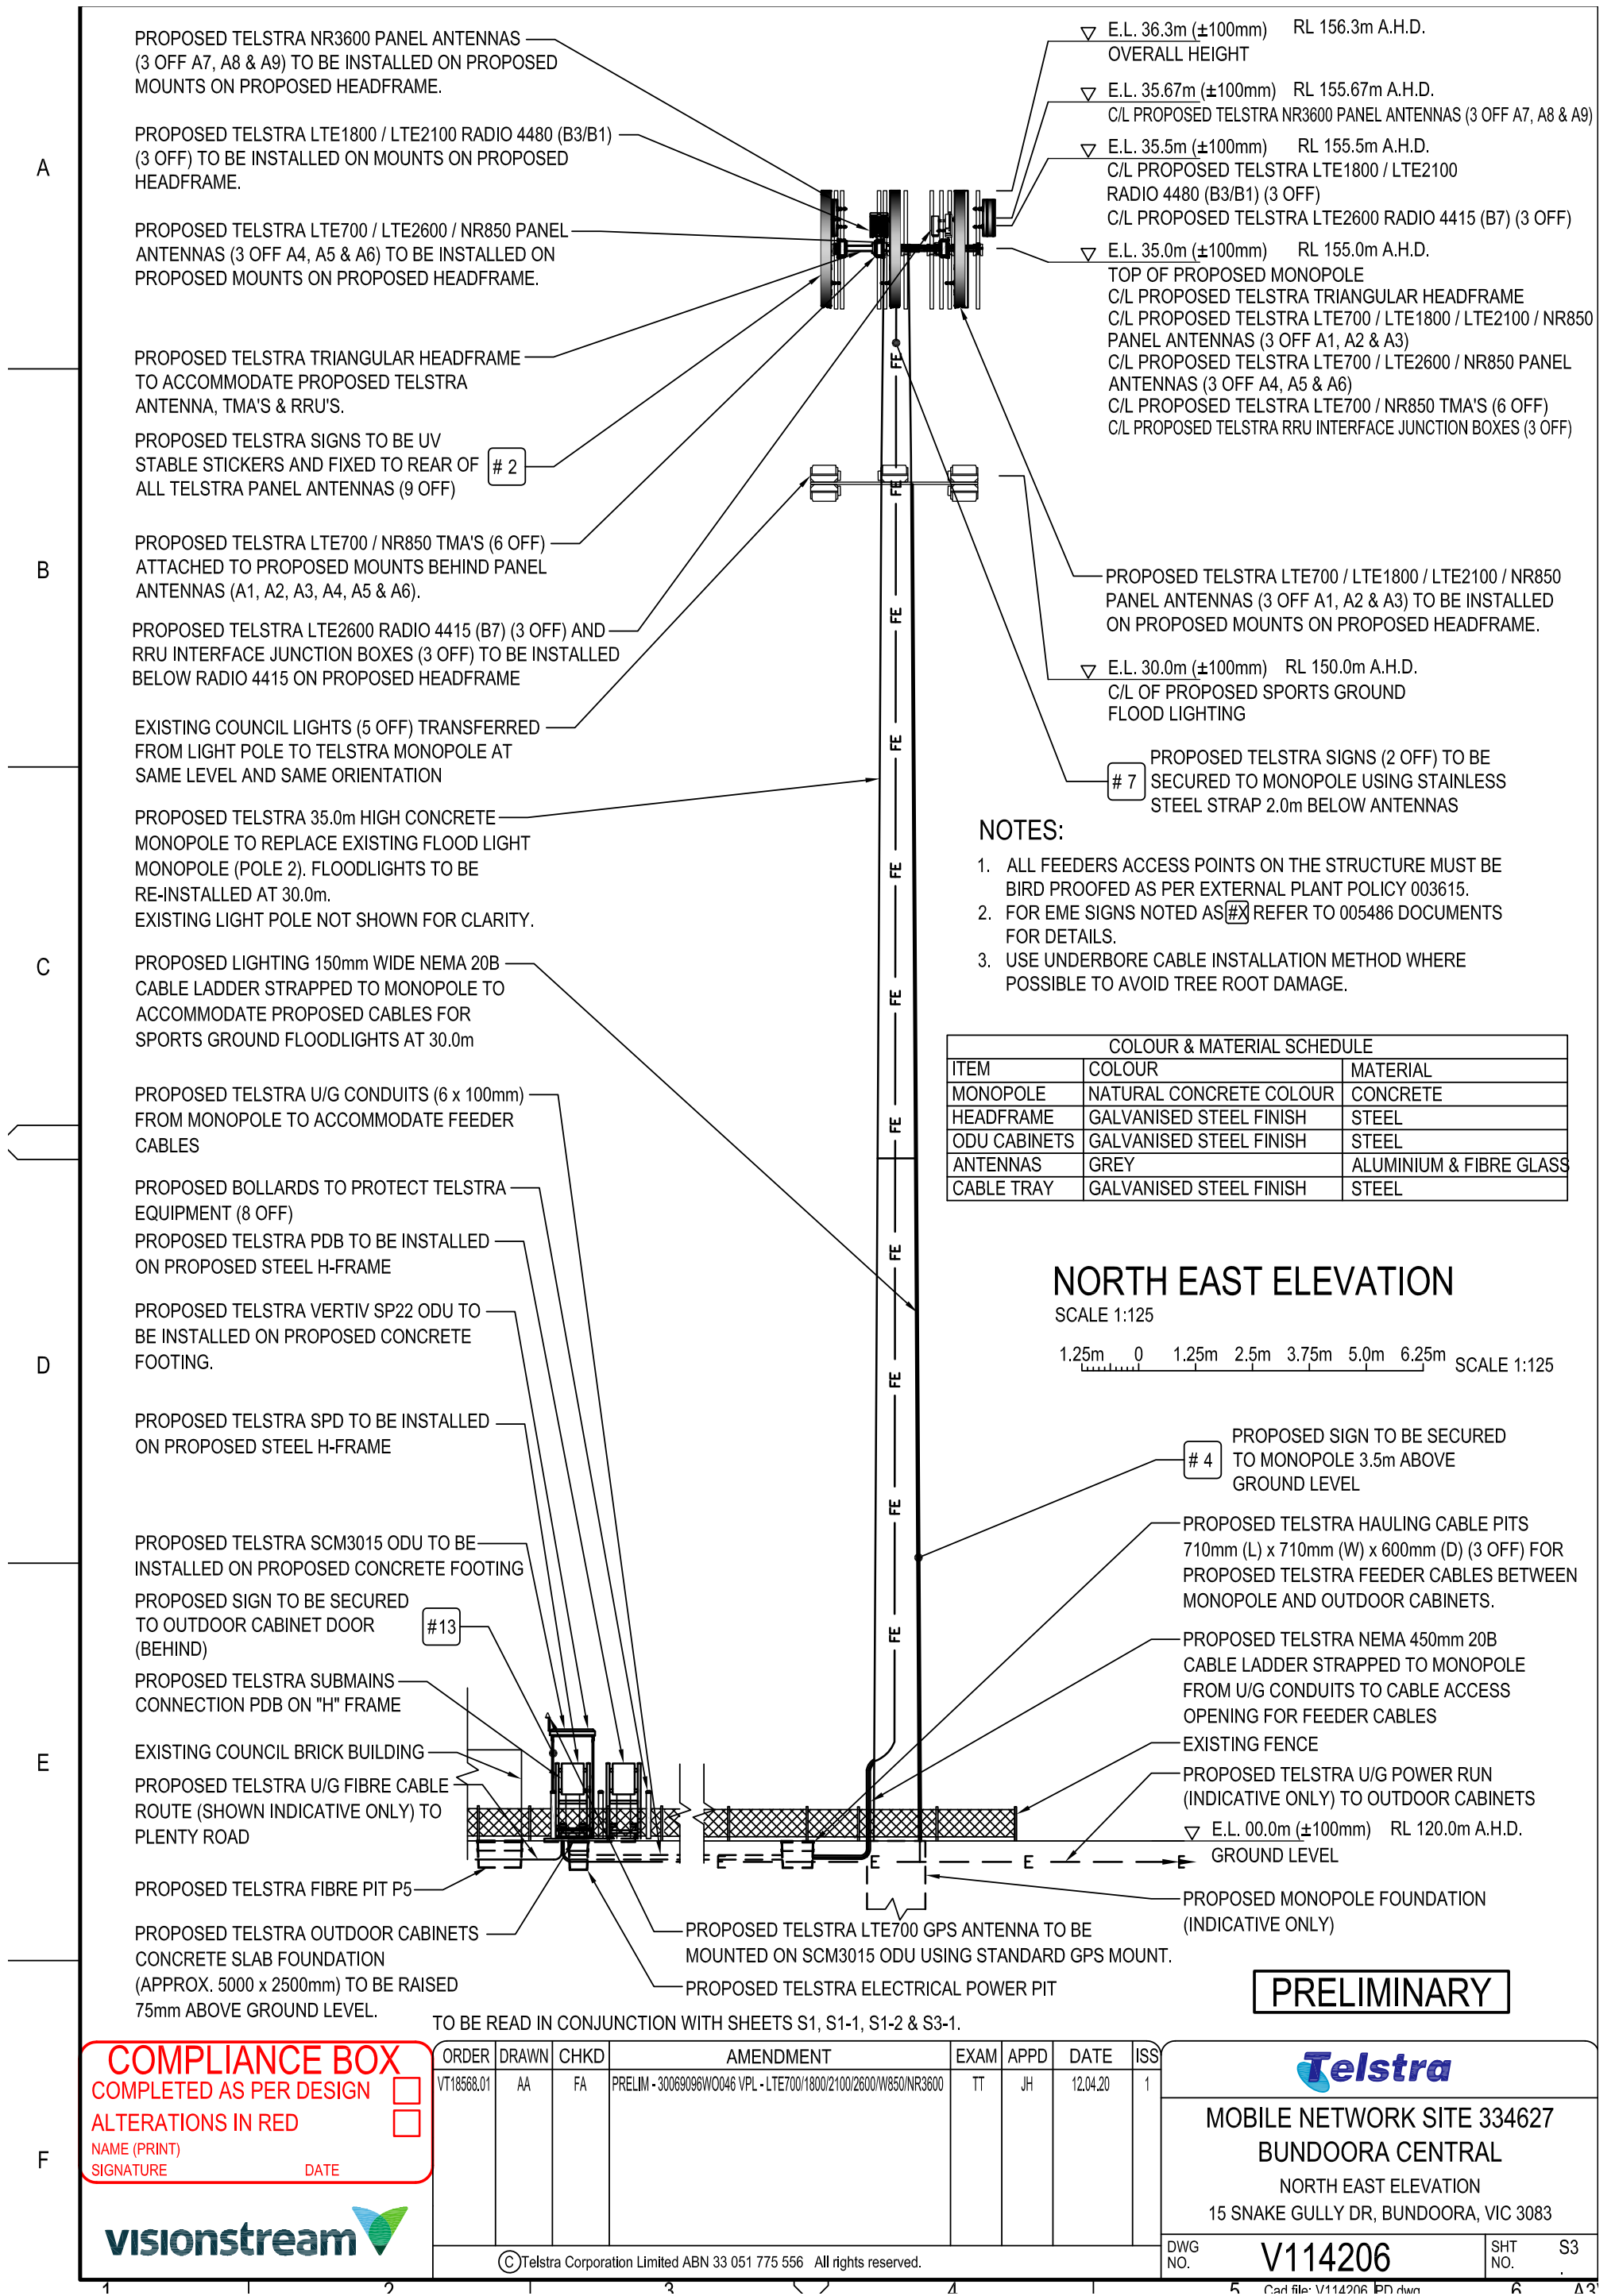 PROPOSED TELSTRA NR3600 PANEL ANTENNAS
(3 OFF A7, A8 & A9) TO BE INSTALLED ON PROPOSED
MOUNTS ON PROPOSED HEADFRAME.
PROPOSED TELSTRA LTE1800 / LTE2100 RADIO 4480 (B3/B1)
(3 OFF) TO BE INSTALLED ON MOUNTS ON PROPOSED
HEADFRAME.
PROPOSED TELSTRA LTE700 / LTE2600 / NR850 PANEL
ANTENNAS (3 OFF A4, A5 & A6) TO BE INSTALLED ON
PROPOSED MOUNTS ON PROPOSED HEADFRAME.
PROPOSED TELSTRA TRIANGULAR HEADFRAME
TO ACCOMMODATE PROPOSED TELSTRA
ANTENNA, TMA'S & RRU'S.
PROPOSED TELSTRA SIGNS TO BE UV
STABLE STICKERS AND FIXED TO REAR OF
ALL TELSTRA PANEL ANTENNAS (9 OFF)
# 2
PROPOSED TELSTRA LTE700 / NR850 TMA'S (6 OFF)
ATTACHED TO PROPOSED MOUNTS BEHIND PANEL
ANTENNAS (A1, A2, A3, A4, A5 & A6).
PROPOSED TELSTRA LTE2600 RADIO 4415 (B7) (3 OFF) AND
RRU INTERFACE JUNCTION BOXES (3 OFF) TO BE INSTALLED
BELOW RADIO 4415 ON PROPOSED HEADFRAME
EXISTING COUNCIL LIGHTS (5 OFF) TRANSFERRED
FROM LIGHT POLE TO TELSTRA MONOPOLE AT
SAME LEVEL AND SAME ORIENTATION
PROPOSED TELSTRA 35.0m HIGH CONCRETE
MONOPOLE TO REPLACE EXISTING FLOOD LIGHT
MONOPOLE (POLE 2). FLOODLIGHTS TO BE
RE-INSTALLED AT 30.0m.
EXISTING LIGHT POLE NOT SHOWN FOR CLARITY.
PROPOSED LIGHTING 150mm WIDE NEMA 20B
CABLE LADDER STRAPPED TO MONOPOLE TO
ACCOMMODATE PROPOSED CABLES FOR
SPORTS GROUND FLOODLIGHTS AT 30.0m
PROPOSED TELSTRA U/G CONDUITS (6 x 100mm)
FROM MONOPOLE TO ACCOMMODATE FEEDER
CABLES
PROPOSED BOLLARDS TO PROTECT TELSTRA
EQUIPMENT (8 OFF)
PROPOSED TELSTRA PDB TO BE INSTALLED
ON PROPOSED STEEL H-FRAME
PROPOSED TELSTRA VERTIV SP22 ODU TO
BE INSTALLED ON PROPOSED CONCRETE
FOOTING.
PROPOSED TELSTRA SPD TO BE INSTALLED
ON PROPOSED STEEL H-FRAME
PROPOSED TELSTRA SCM3015 ODU TO BE
INSTALLED ON PROPOSED CONCRETE FOOTING
PROPOSED SIGN TO BE SECURED
TO OUTDOOR CABINET DOOR
(BEHIND)
#13
PROPOSED TELSTRA SUBMAINS
CONNECTION PDB ON "H" FRAME
EXISTING COUNCIL BRICK BUILDING
PROPOSED TELSTRA U/G FIBRE CABLE
ROUTE (SHOWN INDICATIVE ONLY) TO
PLENTY ROAD
PROPOSED TELSTRA FIBRE PIT P5
PROPOSED TELSTRA OUTDOOR CABINETS
CONCRETE SLAB FOUNDATION
(APPROX. 5000 x 2500mm) TO BE RAISED
75mm ABOVE GROUND LEVEL.
E.L. 36.3m (±100mm) RL 156.3m A.H.D.
OVERALL HEIGHT
E.L. 35.67m (±100mm) RL 155.67m A.H.D.
C/L PROPOSED TELSTRA NR3600 PANEL ANTENNAS (3 OFF A7, A8 & A9)
E.L. 35.5m (±100mm) RL 155.5m A.H.D.
C/L PROPOSED TELSTRA LTE1800 / LTE2100
RADIO 4480 (B3/B1) (3 OFF)
C/L PROPOSED TELSTRA LTE2600 RADIO 4415 (B7) (3 OFF)
E.L. 35.0m (±100mm) RL 155.0m A.H.D.
TOP OF PROPOSED MONOPOLE
C/L PROPOSED TELSTRA TRIANGULAR HEADFRAME
C/L PROPOSED TELSTRA LTE700 / LTE1800 / LTE2100 / NR850
PANEL ANTENNAS (3 OFF A1, A2 & A3)
C/L PROPOSED TELSTRA LTE700 / LTE2600 / NR850 PANEL
ANTENNAS (3 OFF A4, A5 & A6)
C/L PROPOSED TELSTRA LTE700 / NR850 TMA'S (6 OFF)
C/L PROPOSED TELSTRA RRU INTERFACE JUNCTION BOXES (3 OFF)
PROPOSED TELSTRA LTE700 / LTE1800 / LTE2100 / NR850
PANEL ANTENNAS (3 OFF A1, A2 & A3) TO BE INSTALLED
ON PROPOSED MOUNTS ON PROPOSED HEADFRAME.
E.L. 30.0m (±100mm) RL 150.0m A.H.D.
C/L OF PROPOSED SPORTS GROUND
FLOOD LIGHTING
# 7
PROPOSED TELSTRA SIGNS (2 OFF) TO BE
SECURED TO MONOPOLE USING STAINLESS
STEEL STRAP 2.0m BELOW ANTENNAS
NOTES:
1. ALL FEEDERS ACCESS POINTS ON THE STRUCTURE MUST BE
BIRD PROOFED AS PER EXTERNAL PLANT POLICY 003615.
2. FOR EME SIGNS NOTED AS #X REFER TO 005486 DOCUMENTS
FOR DETAILS.
3. USE UNDERBORE CABLE INSTALLATION METHOD WHERE
POSSIBLE TO AVOID TREE ROOT DAMAGE.
COLOUR & MATERIAL SCHEDULE
ITEM COLOUR MATERIAL
MONOPOLE NATURAL CONCRETE COLOUR CONCRETE
HEADFRAME GALVANISED STEEL FINISH STEEL
ODU CABINETS GALVANISED STEEL FINISH STEEL
ANTENNAS GREY ALUMINIUM & FIBRE GLASS
CABLE TRAY GALVANISED STEEL FINISH STEEL
NORTH EAST ELEVATION
SCALE 1:125
1.25m 0 1.25m 2.5m 3.75m 5.0m 6.25m SCALE 1:125
# 4
PROPOSED SIGN TO BE SECURED
TO MONOPOLE 3.5m ABOVE
GROUND LEVEL
PROPOSED TELSTRA HAULING CABLE PITS
710mm (L) x 710mm (W) x 600mm (D) (3 OFF) FOR
PROPOSED TELSTRA FEEDER CABLES BETWEEN
MONOPOLE AND OUTDOOR CABINETS.
PROPOSED TELSTRA NEMA 450mm 20B
CABLE LADDER STRAPPED TO MONOPOLE
FROM U/G CONDUITS TO CABLE ACCESS
OPENING FOR FEEDER CABLES
EXISTING FENCE
PROPOSED TELSTRA U/G POWER RUN
(INDICATIVE ONLY) TO OUTDOOR CABINETS
E.L. 00.0m (±100mm) RL 120.0m A.H.D.
GROUND LEVEL
PROPOSED MONOPOLE FOUNDATION
(INDICATIVE ONLY)
FE
FE
FE
FE
FE
FE
FE
FE
FE
FE
FE
E E E E
PROPOSED TELSTRA LTE700 GPS ANTENNA TO BE
MOUNTED ON SCM3015 ODU USING STANDARD GPS MOUNT.
PROPOSED TELSTRA ELECTRICAL POWER PIT
PRELIMINARY
TO BE READ IN CONJUNCTION WITH SHEETS S1, S1-1, S1-2 & S3-1.
A
B
C
D
E
F
COMPLIANCE BOX
COMPLETED AS PER DESIGN
ALTERATIONS IN RED
NAME (PRINT)
SIGNATURE DATE
visionstream
ORDER DRAWN CHKD AMENDMENT EXAM APPD DATE ISS
VT18568.01 AA FA PRELIM - 30069096WO046 VPL - LTE700/1800/2100/2600/W850/NR3600 TT JH 12.04.20 1
© Telstra Corporation Limited ABN 33 051 775 556 All rights reserved.
Telstra
MOBILE NETWORK SITE 334627
BUNDOORA CENTRAL
NORTH EAST ELEVATION
15 SNAKE GULLY DR, BUNDOORA, VIC 3083
DWG NO. V114206 SHT NO. S3
1 2 3 4 5 6
Cad file: V114206_PD.dwg
A3